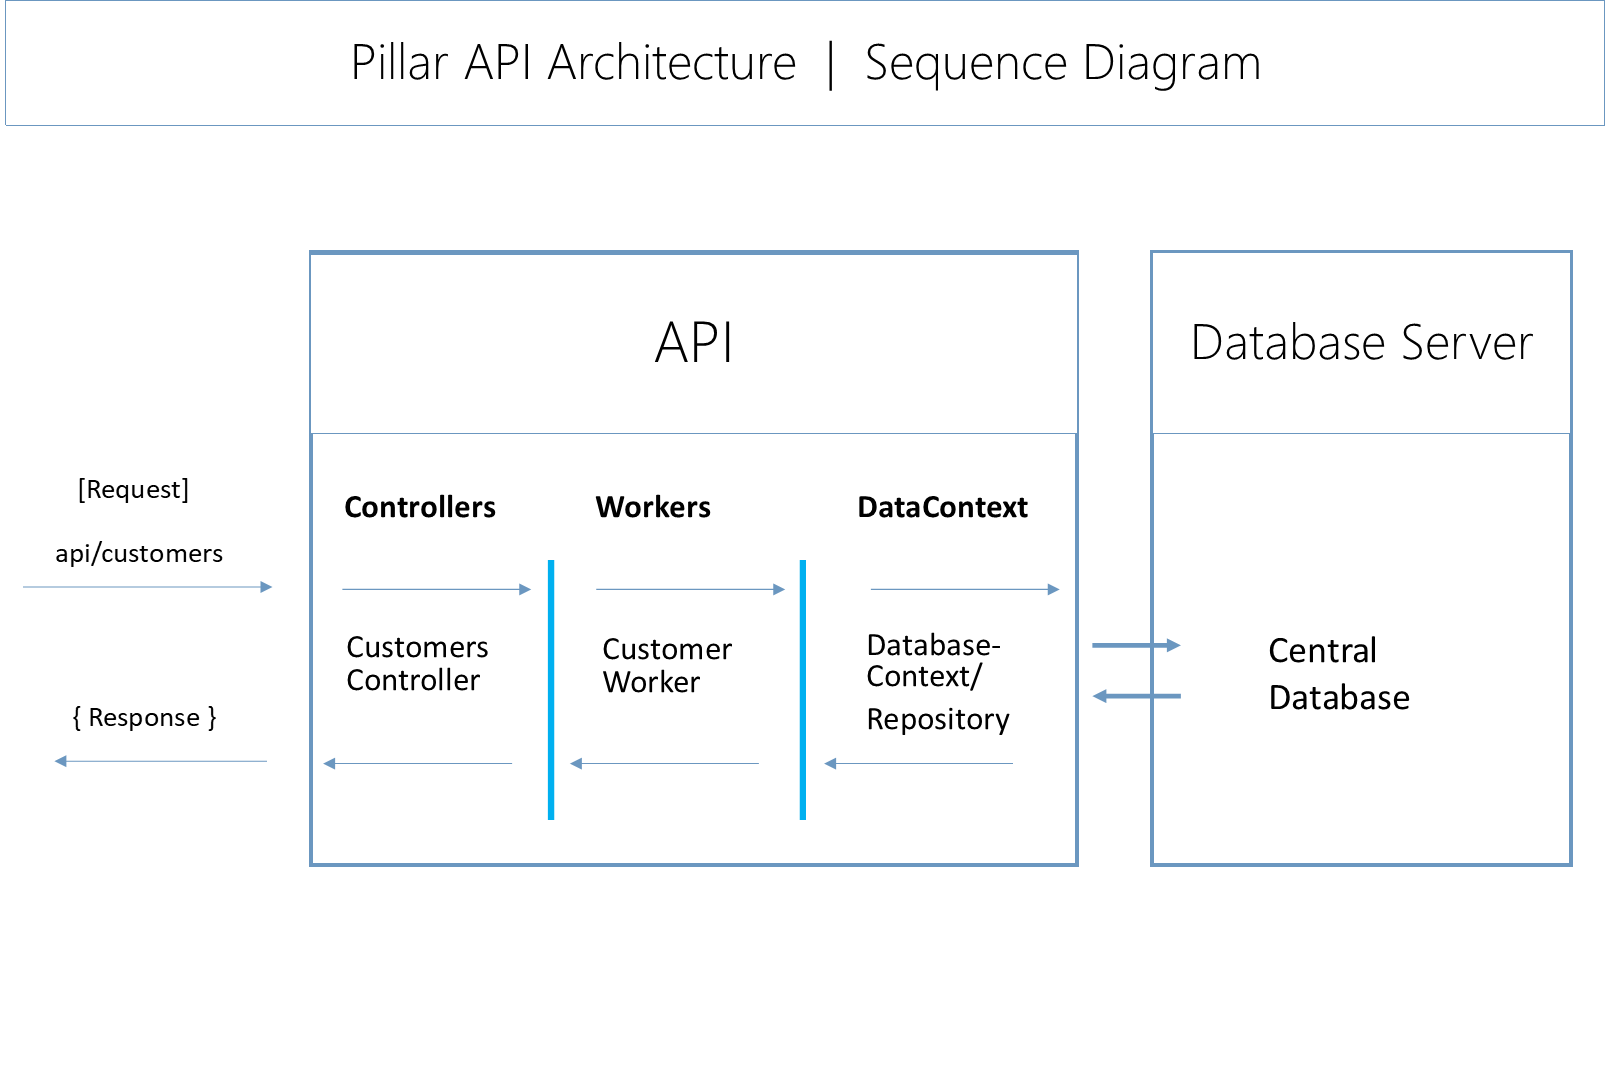 Pillar API Architecture | Sequence Diagram
API
Database Server
[Request]
api/customers
{ Response }
Controllers
Customers
Controller
Workers
Customer
Worker
DataContext
Database-
Context/
Repository
Central
Database